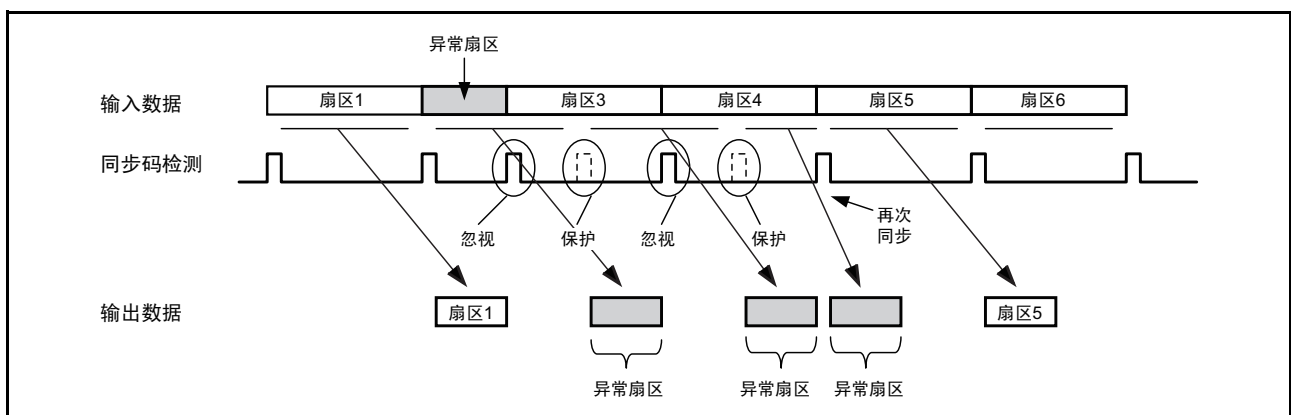 异常扇区
输入数据
扇区1
扇区3
扇区4
扇区5
扇区6
同步码检测
忽视
保护
忽视
保护
再次
同步
输出数据
扇区1
扇区5
异常扇区
异常扇区
异常扇区